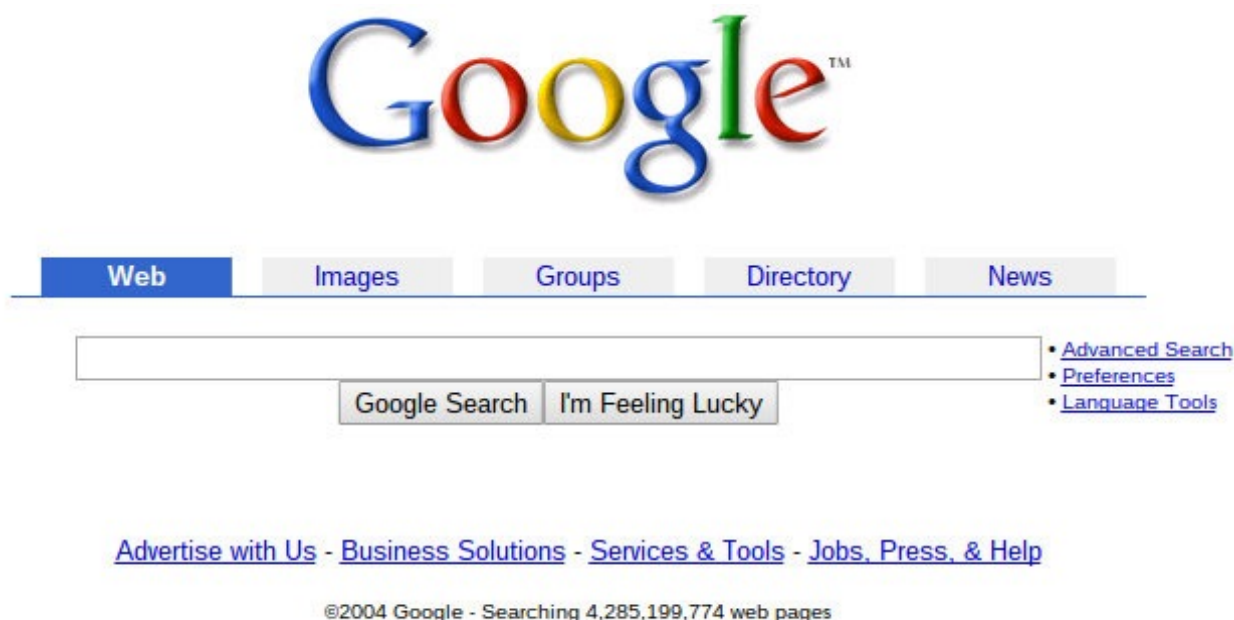 Google™
Web Images Groups Directory News
• Advanced Search
• Preferences
• Language Tools
Google Search I'm Feeling Lucky
Advertise with Us - Business Solutions - Services & Tools - Jobs, Press, & Help
©2004 Google - Searching 4,285,199,774 web pages